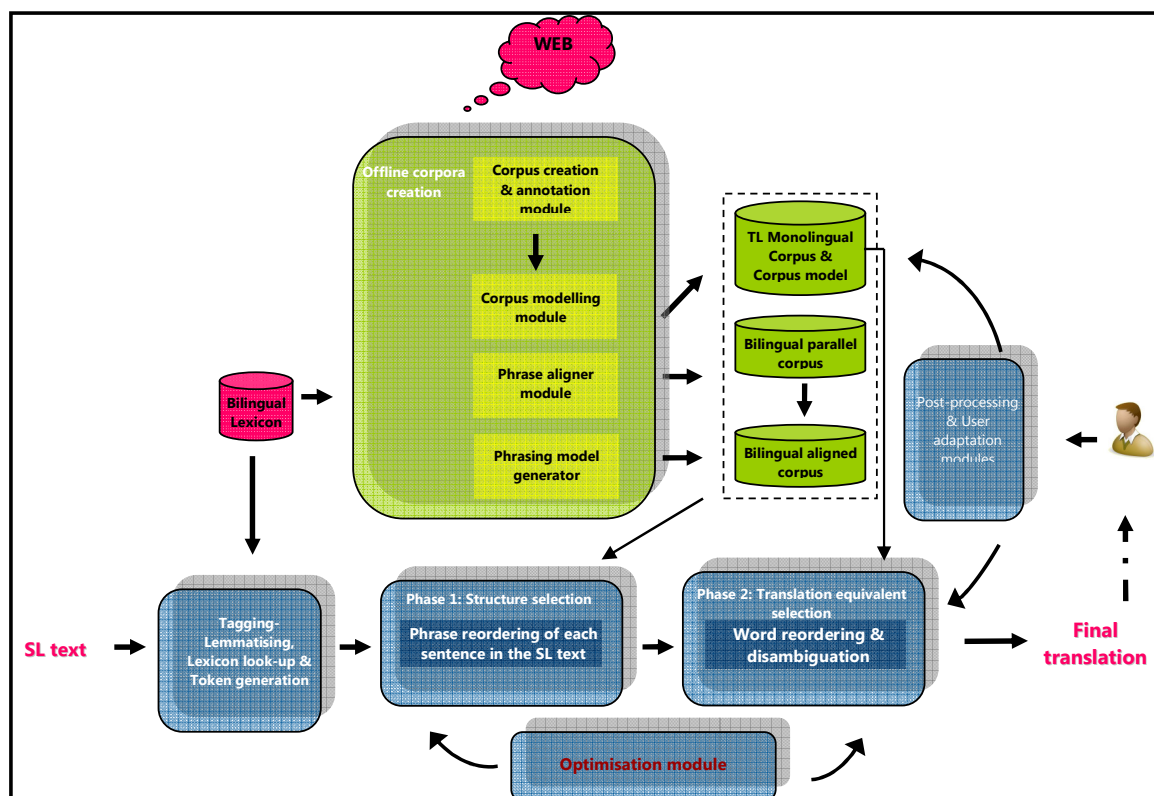 WEB
Offline corpora
creation
Corpus creation
& annotation
module
Corpus modelling
module
Phrase aligner
module
Phrasing model
generator
TL Monolingual
Corpus &
Corpus model
Bilingual parallel
corpus
Bilingual aligned
corpus
Bilingual
Lexicon
Post-processing
& User
adaptation
modules
SL text
Tagging-
Lemmatising,
Lexicon look-up &
Token generation
Phase 1: Structure selection
Phrase reordering of each
sentence in the SL text
Phase 2: Translation equivalent
selection
Word reordering &
disambiguation
Final
translation
Optimisation module